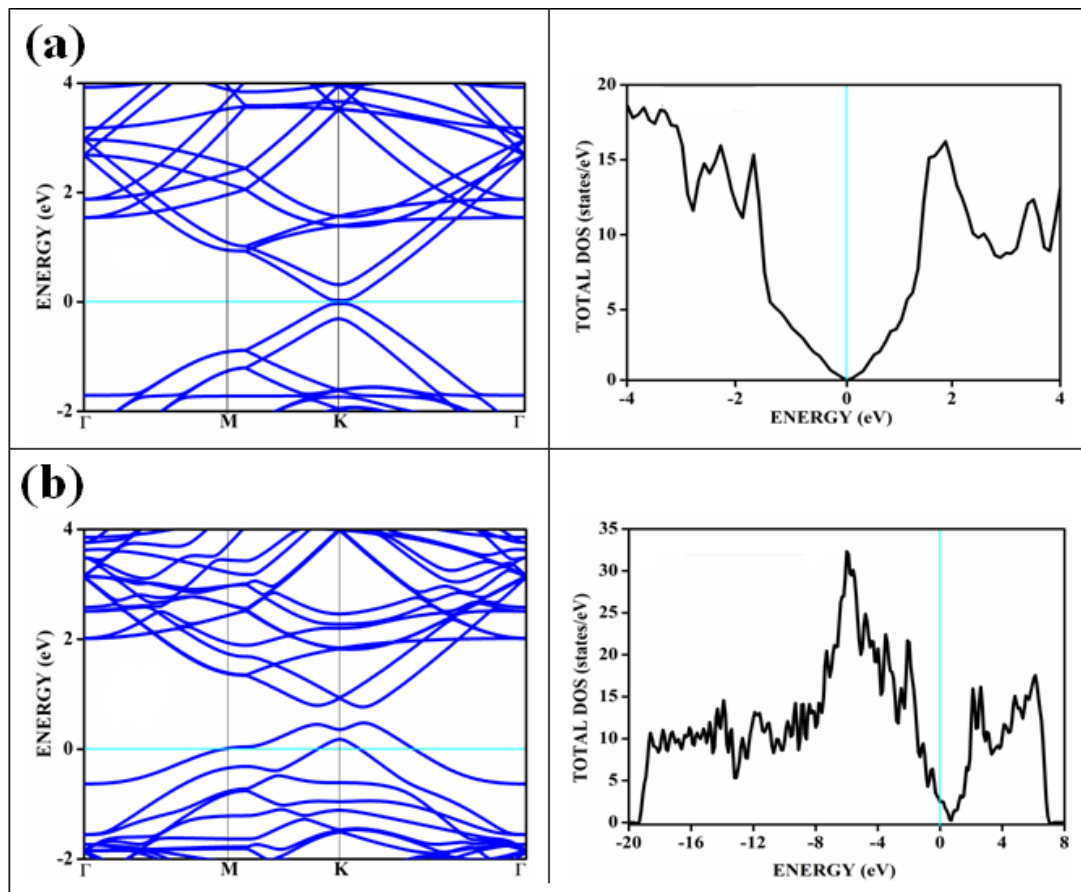 (a)
ENERGY (eV)
4
2
0
-2
Γ M K Γ
TOTAL DOS (states/eV)
20
15
10
5
0
-4 -2 0 2 4
ENERGY (eV)
(b)
ENERGY (eV)
4
2
0
-2
Γ M K Γ
TOTAL DOS (states/eV)
35
30
25
20
15
10
5
0
-20 -16 -12 -8 -4 0 4 8
ENERGY (eV)